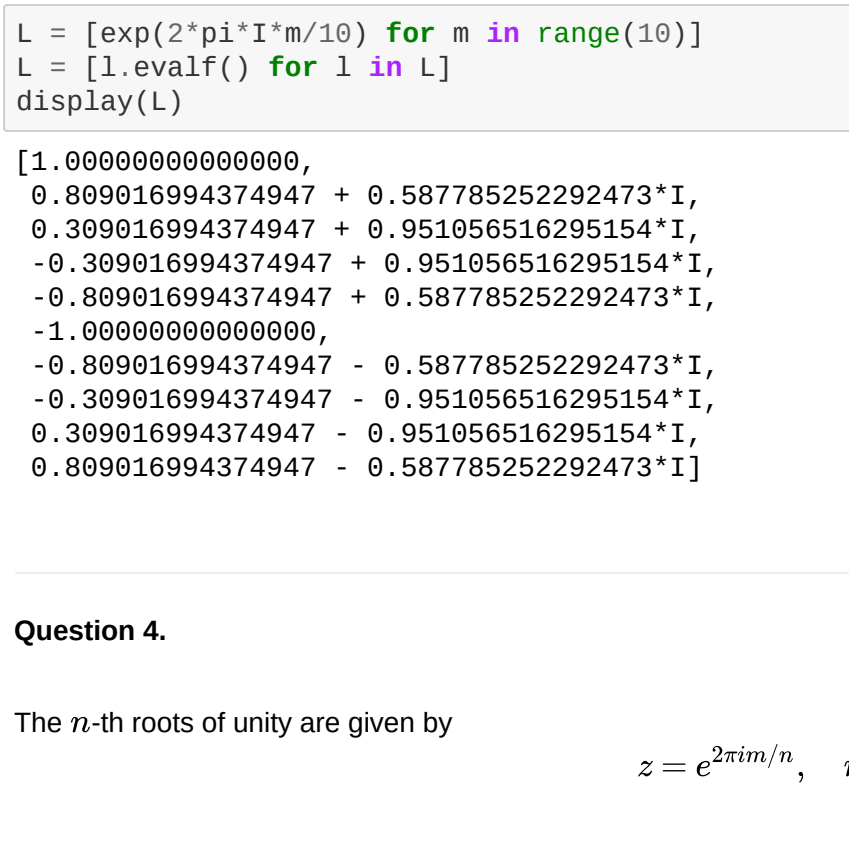 L = [exp(2*pi*I*m/10) for m in range(10)]
L = [l.evalf() for l in L]
display(L)
[1.00000000000000,
0.809016994374947 + 0.587785252292473*I,
0.309016994374947 + 0.951056516295154*I,
-0.309016994374947 + 0.951056516295154*I,
-0.809016994374947 + 0.587785252292473*I,
-1.00000000000000,
-0.809016994374947 - 0.587785252292473*I,
-0.309016994374947 - 0.951056516295154*I,
0.309016994374947 - 0.951056516295154*I,
0.809016994374947 - 0.587785252292473*I]
Question 4.
The n-th roots of unity are given by
z = e^{2πim/n},